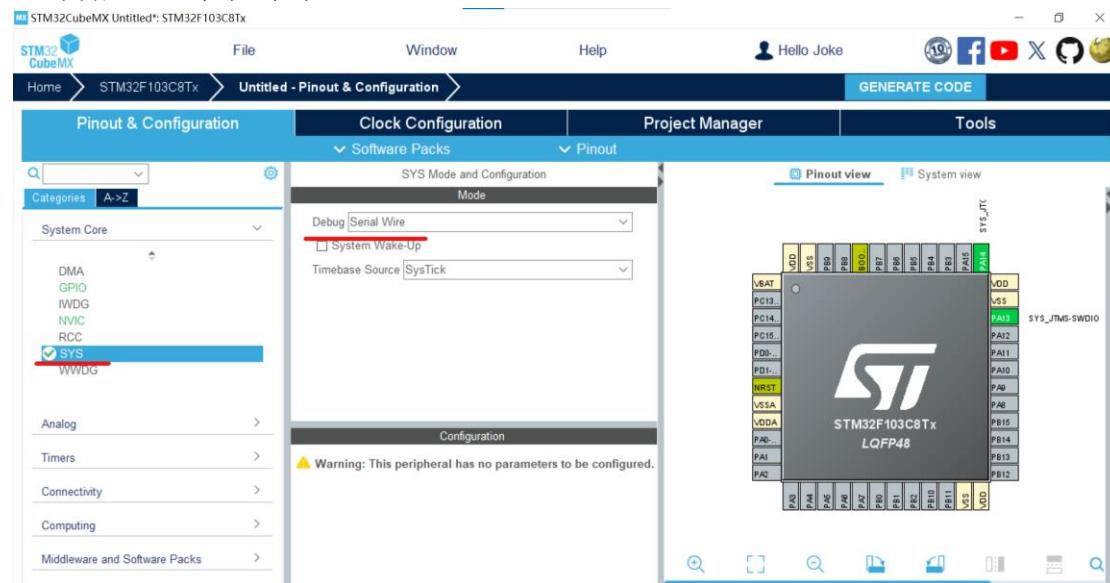 MX STM32CubeMX Untitled*: STM32F103C8Tx
STM32 CubeMX File Window Help Hello Joke 10
Home STM32F103C8Tx Untitled - Pinout & Configuration GENERATE CODE
Pinout & Configuration Clock Configuration Project Manager Tools
Software Packs Pinout
SYS Mode and Configuration
Mode
Debug Serial Wire
System Wake-Up
Timebase Source SysTick
Configuration
Warning: This peripheral has no parameters to be configured.
Categories A->Z
System Core
DMA
GPIO
IWDG
NVIC
RCC
SYS
WWDG
Analog
Timers
Connectivity
Computing
Middleware and Software Packs
Pinout view System view
SYS_JTC
VDD VSS PB9 PB8 BOO.. PB7 PB6 PB5 PB4 PB3 PA15 PA14
VBAT
PC13..
PC14..
PC15..
PD0-..
PD1-..
NRST
VSSA
VDDA
PA0-..
PA1
PA2
STM32F103C8Tx
LQFP48
VDD
VSS
PA13 SYS_JTMS-SWDIO
PA12
PA11
PA10
PA9
PA8
PB15
PB14
PB13
PB12
PA3 PA4 PA5 PA6 PA7 PB0 PB1 PB2 PB10 PB11 VSS VDD